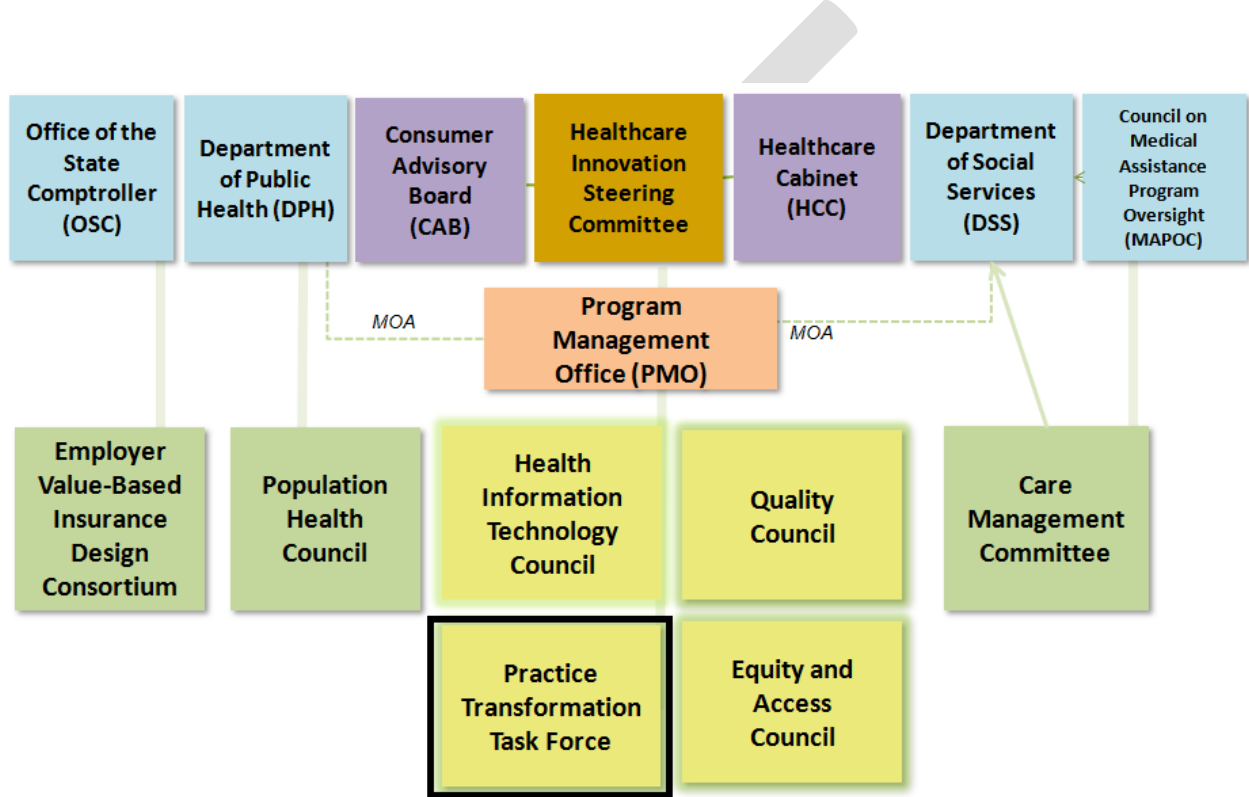 Office of the
State
Comptroller
(OSC)
Department
of Public
Health (DPH)
Consumer
Advisory
Board
(CAB)
Healthcare
Innovation
Steering
Committee
Healthcare
Cabinet
(HCC)
Department
of Social
Services
(DSS)
Council on
Medical
Assistance
Program
Oversight
(MAPOC)
MOA
Program
Management
Office (PMO)
MOA
Employer
Value-Based
Insurance
Design
Consortium
Population
Health
Council
Health
Information
Technology
Council
Quality
Council
Care
Management
Committee
Practice
Transformation
Task Force
Equity and
Access
Council